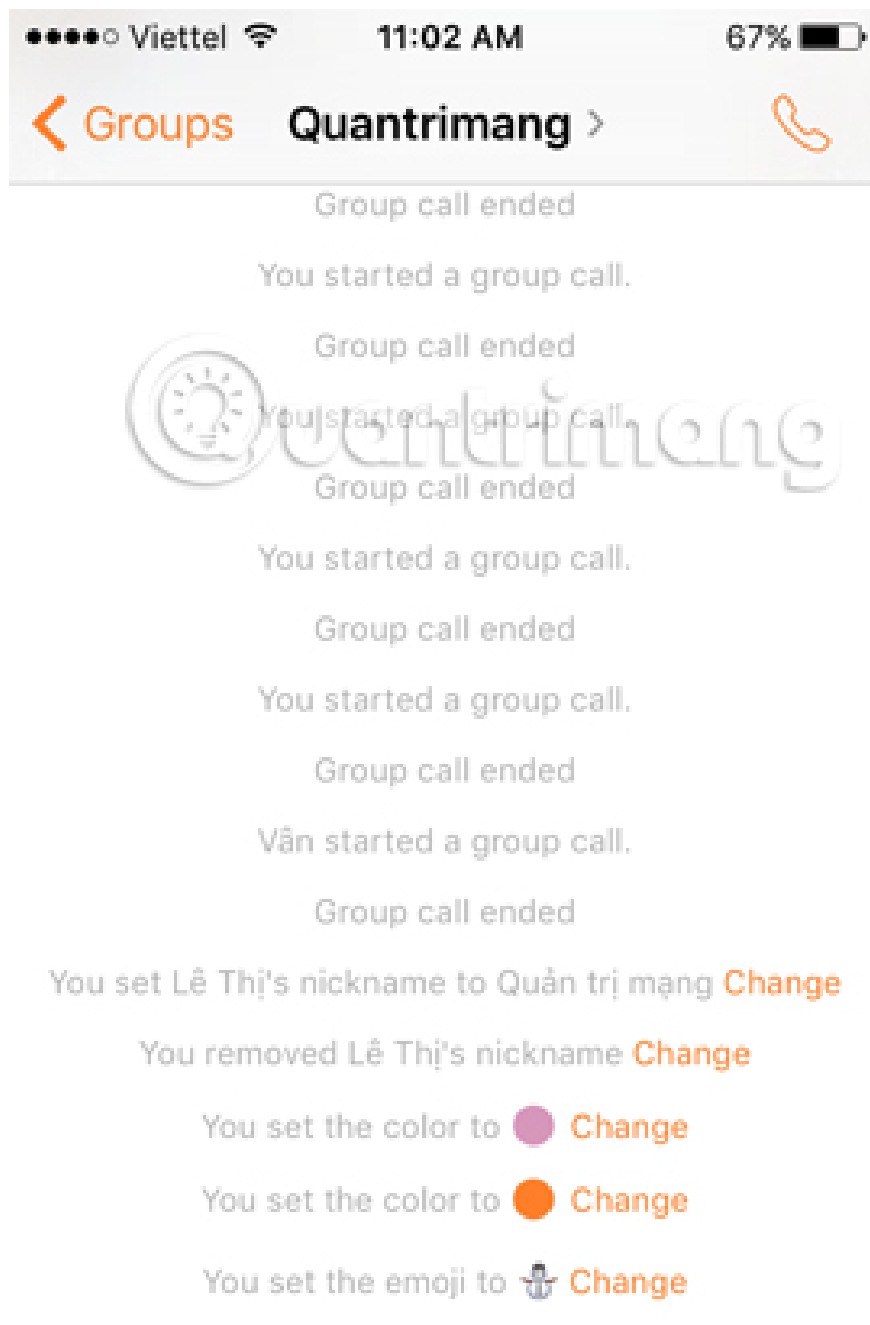 Viettel 11:02 AM 67%
Groups Quantrimang
Group call ended
You started a group call.
Group call ended
You started a group call.
Quantrimang
Group call ended
You started a group call.
Group call ended
You started a group call.
Group call ended
Vân started a group call.
Group call ended
You set Lê Thị's nickname to Quản trị mạng Change
You removed Lê Thị's nickname Change
You set the color to Change
You set the color to Change
You set the emoji to ☃ Change